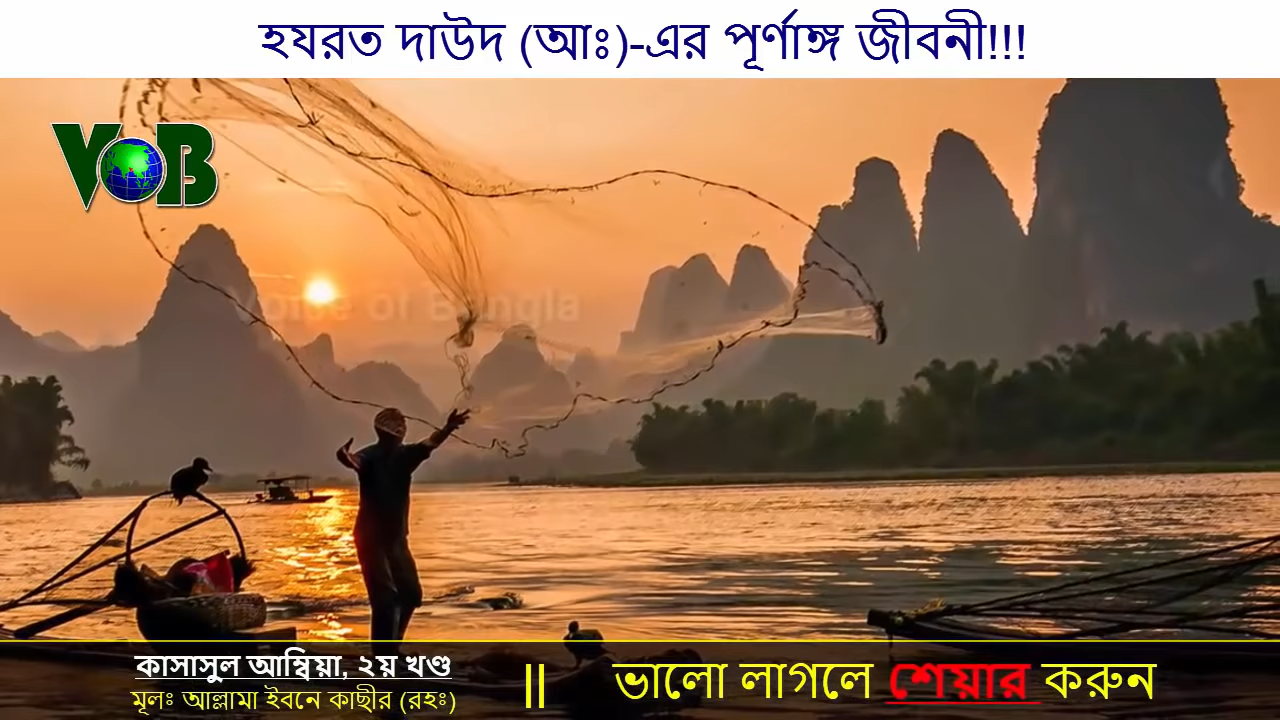 হযরত দাউদ (আঃ)-এর পূর্ণাঙ্গ জীবনী!!!
VOB
Voice of Bangla
কাসাসুল আম্বিয়া, ২য় খণ্ড
মূলঃ আল্লামা ইবনে কাছীর (রহঃ)
|| ভালো লাগলে শেয়ার করুন